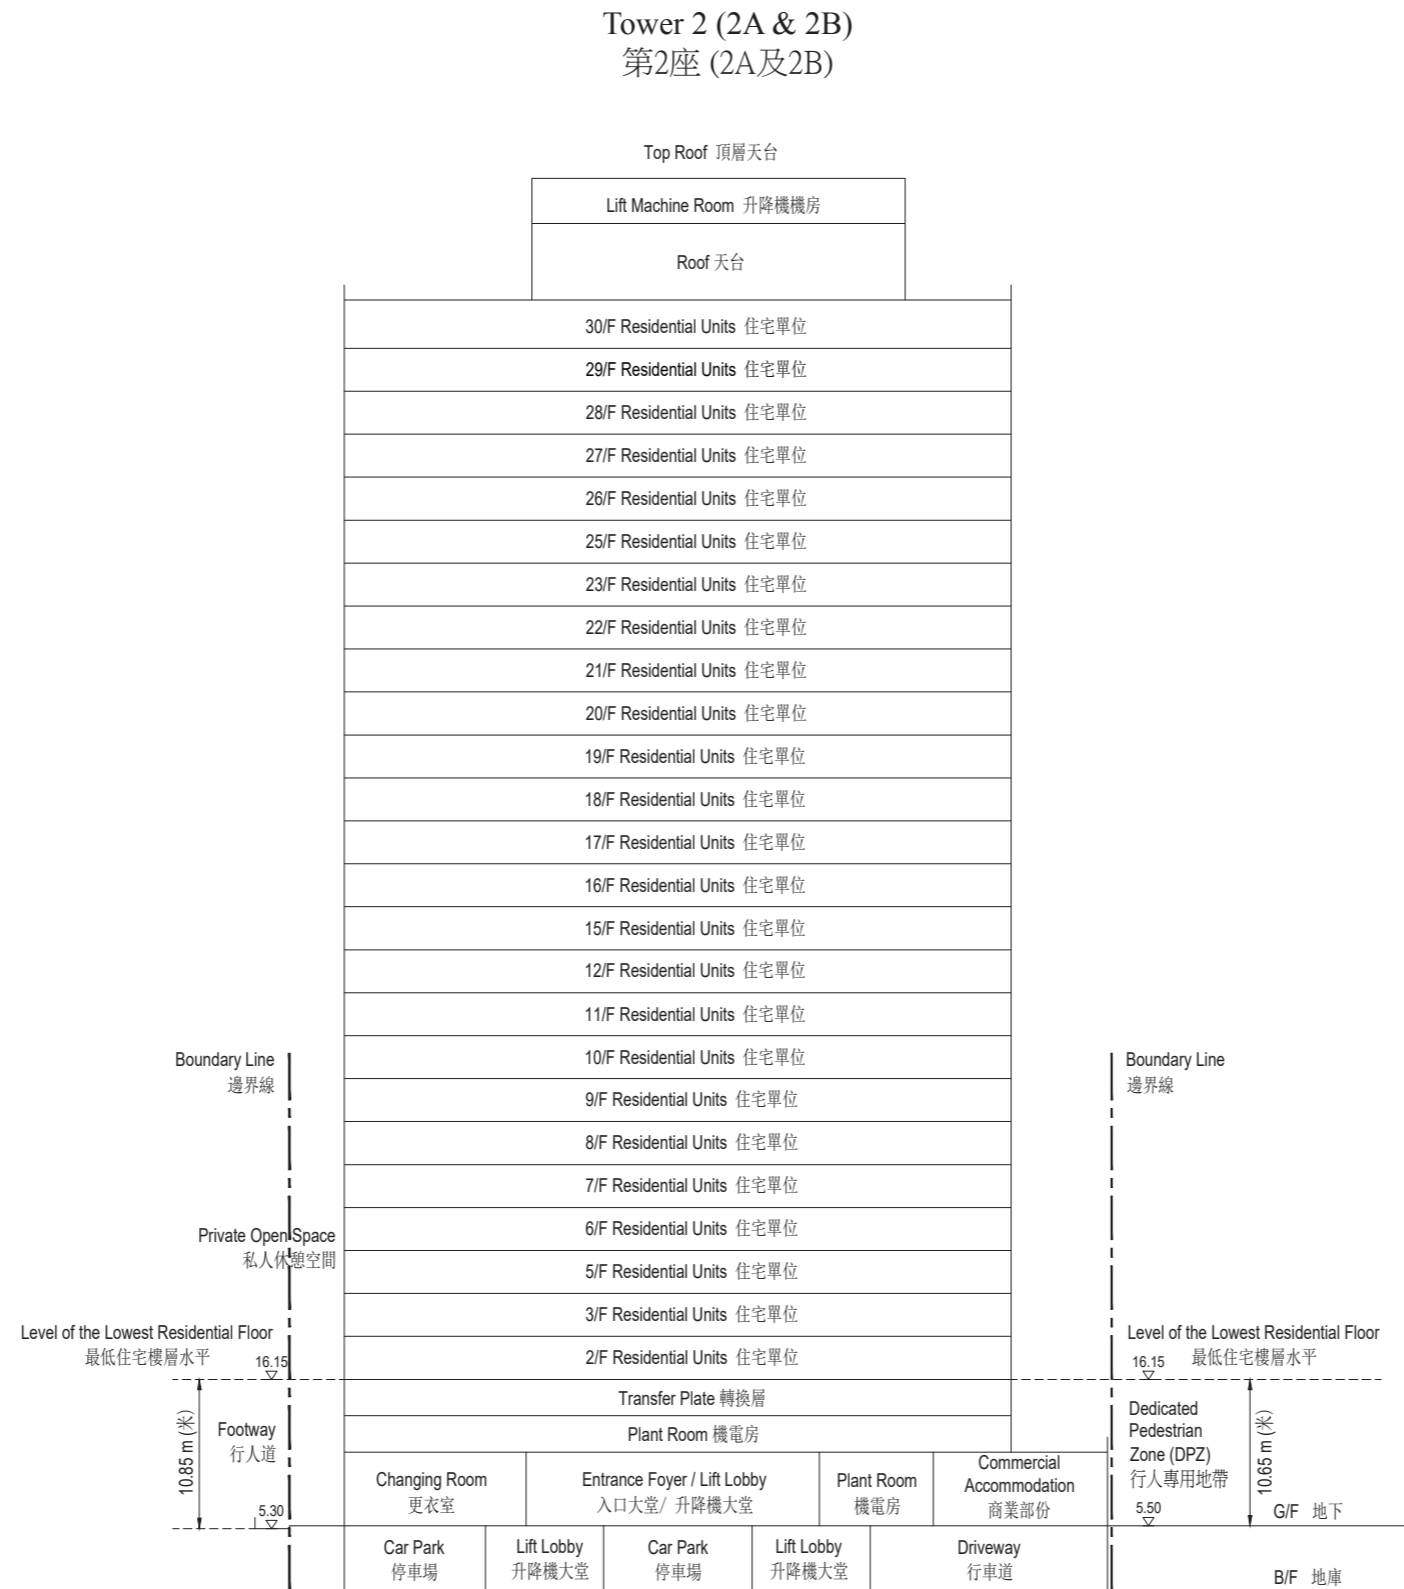 Tower 2 (2A & 2B)
第2座 (2A及2B)
Top Roof 頂層天台
Lift Machine Room 升降機機房
Roof 天台
30/F Residential Units 住宅單位
29/F Residential Units 住宅單位
28/F Residential Units 住宅單位
27/F Residential Units 住宅單位
26/F Residential Units 住宅單位
25/F Residential Units 住宅單位
23/F Residential Units 住宅單位
22/F Residential Units 住宅單位
21/F Residential Units 住宅單位
20/F Residential Units 住宅單位
19/F Residential Units 住宅單位
18/F Residential Units 住宅單位
17/F Residential Units 住宅單位
16/F Residential Units 住宅單位
15/F Residential Units 住宅單位
12/F Residential Units 住宅單位
11/F Residential Units 住宅單位
10/F Residential Units 住宅單位
9/F Residential Units 住宅單位
8/F Residential Units 住宅單位
7/F Residential Units 住宅單位
6/F Residential Units 住宅單位
5/F Residential Units 住宅單位
3/F Residential Units 住宅單位
2/F Residential Units 住宅單位
Transfer Plate 轉換層
Plant Room 機電房
Changing Room
更衣室
Entrance Foyer / Lift Lobby
入口大堂/ 升降機大堂
Plant Room
機電房
Commercial
Accommodation
商業部份
Car Park
停車場
Lift Lobby
升降機大堂
Car Park
停車場
Lift Lobby
升降機大堂
Driveway
行車道
Boundary Line
邊界線
Private Open Space
私人休憩空間
Level of the Lowest Residential Floor
最低住宅樓層水平
16.15
10.85 m (米)
Footway
行人道
5.30
Boundary Line
邊界線
Level of the Lowest Residential Floor
16.15 最低住宅樓層水平
Dedicated
Pedestrian
Zone (DPZ)
行人專用地帶
5.50
10.65 m (米)
G/F 地下
B/F 地庫